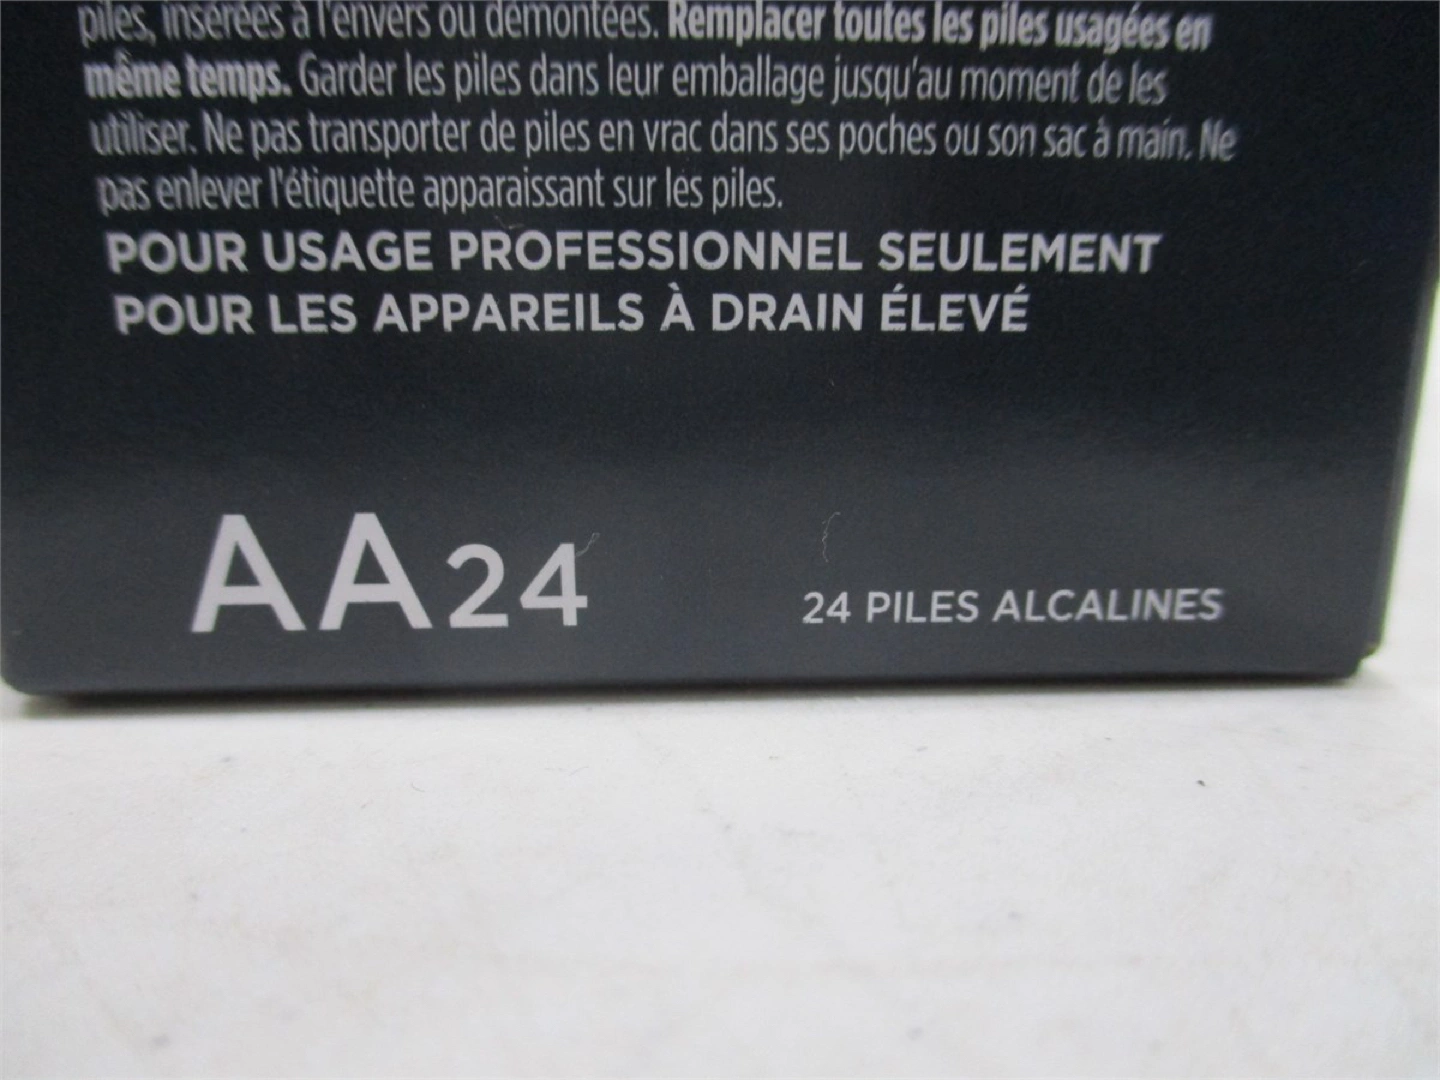 piles, insérées à l'envers ou démontées. Remplacer toutes les piles usagées en
même temps. Garder les piles dans leur emballage jusqu'au moment de les
utiliser. Ne pas transporter de piles en vrac dans ses poches ou son sac à main. Ne
pas enlever l'étiquette apparaissant sur les piles.
POUR USAGE PROFESSIONNEL SEULEMENT
POUR LES APPAREILS À DRAIN ÉLEVÉ
AA24
24 PILES ALCALINES